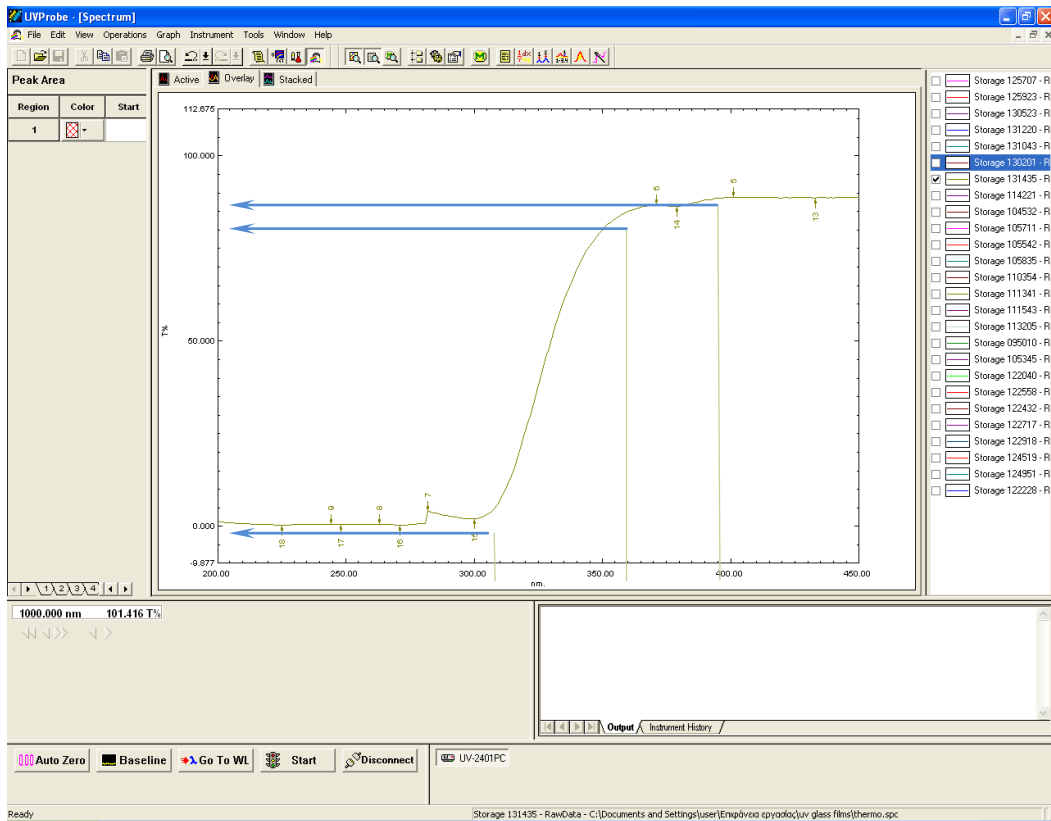 UVProbe - [Spectrum]
File Edit View Operations Graph Instrument Tools Window Help
Peak Area
Region Color Start
1
Active Overlay Stacked
112.675
100.000
50.000
0.000
-9.877
T%
200.00 250.00 300.00 350.00 400.00 450.00
nm.
18 9 17 8 16 7 15 6 14 5 13
Storage 125707 - R
Storage 125923 - R
Storage 130523 - R
Storage 131220 - R
Storage 131043 - R
Storage 130201 - R
Storage 131435 - R
Storage 114221 - R
Storage 104532 - R
Storage 105711 - R
Storage 105542 - R
Storage 105835 - R
Storage 110354 - R
Storage 111341 - R
Storage 111543 - R
Storage 113205 - R
Storage 095010 - R
Storage 105345 - R
Storage 122040 - R
Storage 122558 - R
Storage 122432 - R
Storage 122717 - R
Storage 122918 - R
Storage 124519 - R
Storage 124951 - R
Storage 122228 - R
1 2 3 4
1000.000 nm 101.416 T%
Output Instrument History
Auto Zero Baseline Go To WL Start Disconnect UV-2401PC
Ready Storage 131435 - RawData - C:\Documents and Settings\user\Επιφάνεια εργασίας\uv glass films\thermo.spc